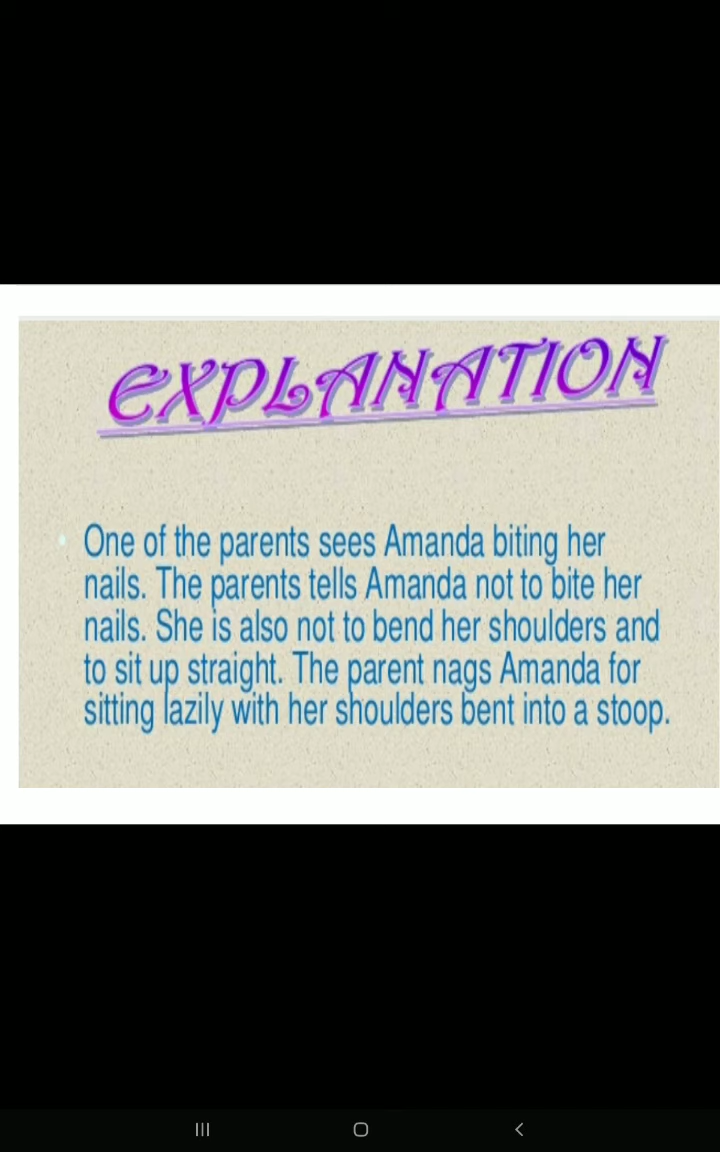 EXPLANATION
• One of the parents sees Amanda biting her
nails. The parents tells Amanda not to bite her
nails. She is also not to bend her shoulders and
to sit up straight. The parent nags Amanda for
sitting lazily with her shoulders bent into a stoop.